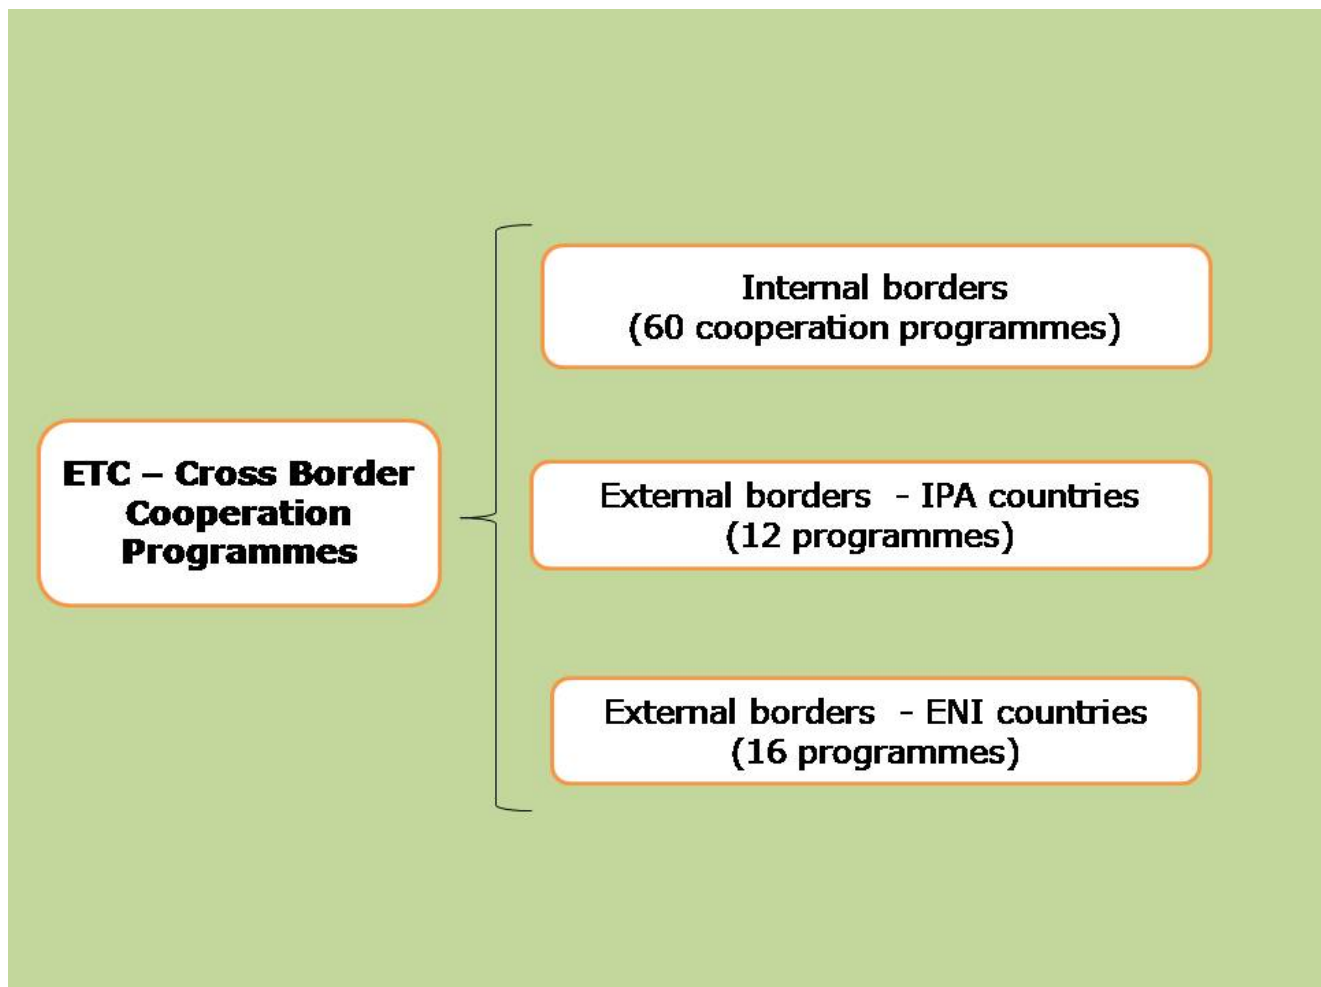 ETC – Cross Border
Cooperation
Programmes
Internal borders
(60 cooperation programmes)
External borders  - IPA countries
(12 programmes)
External borders  - ENI countries
(16 programmes)